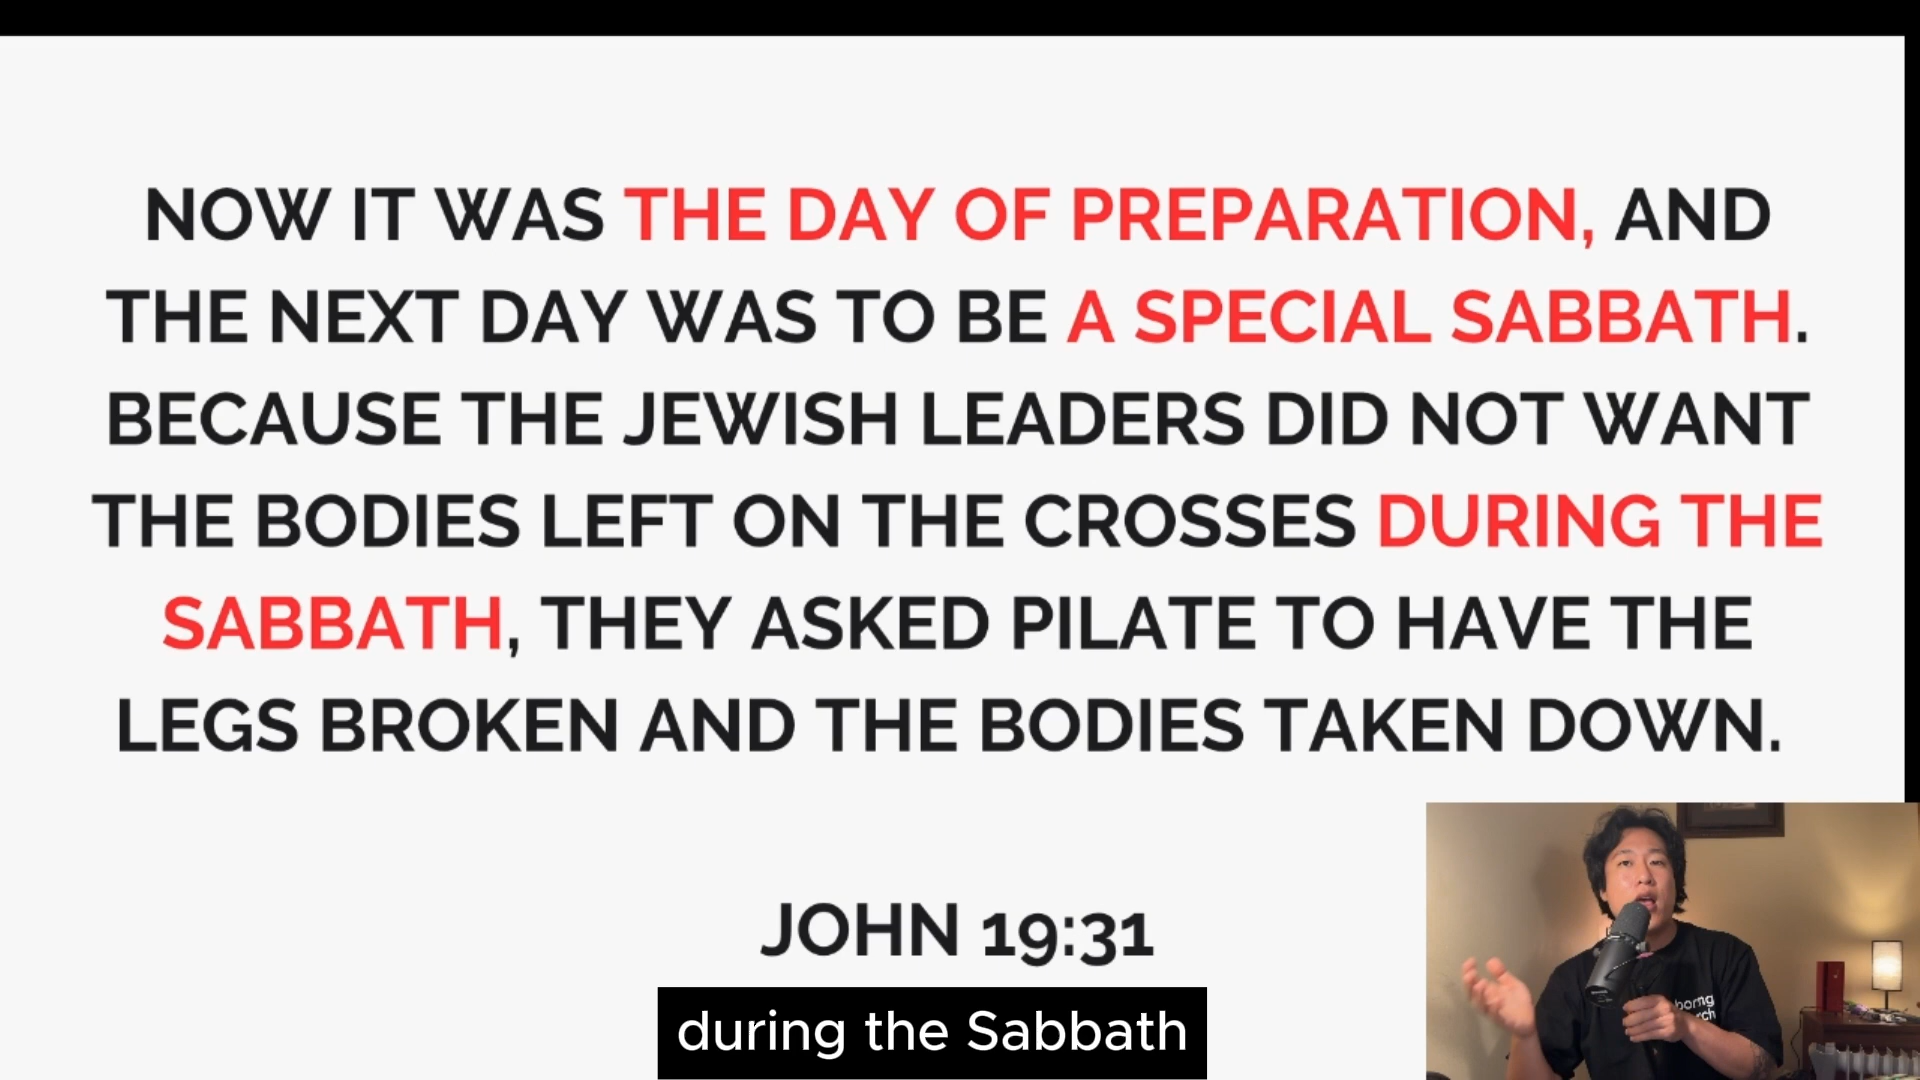 NOW IT WAS THE DAY OF PREPARATION, AND
THE NEXT DAY WAS TO BE A SPECIAL SABBATH.
BECAUSE THE JEWISH LEADERS DID NOT WANT
THE BODIES LEFT ON THE CROSSES DURING THE
SABBATH, THEY ASKED PILATE TO HAVE THE
LEGS BROKEN AND THE BODIES TAKEN DOWN.
JOHN 19:31
during the Sabbath